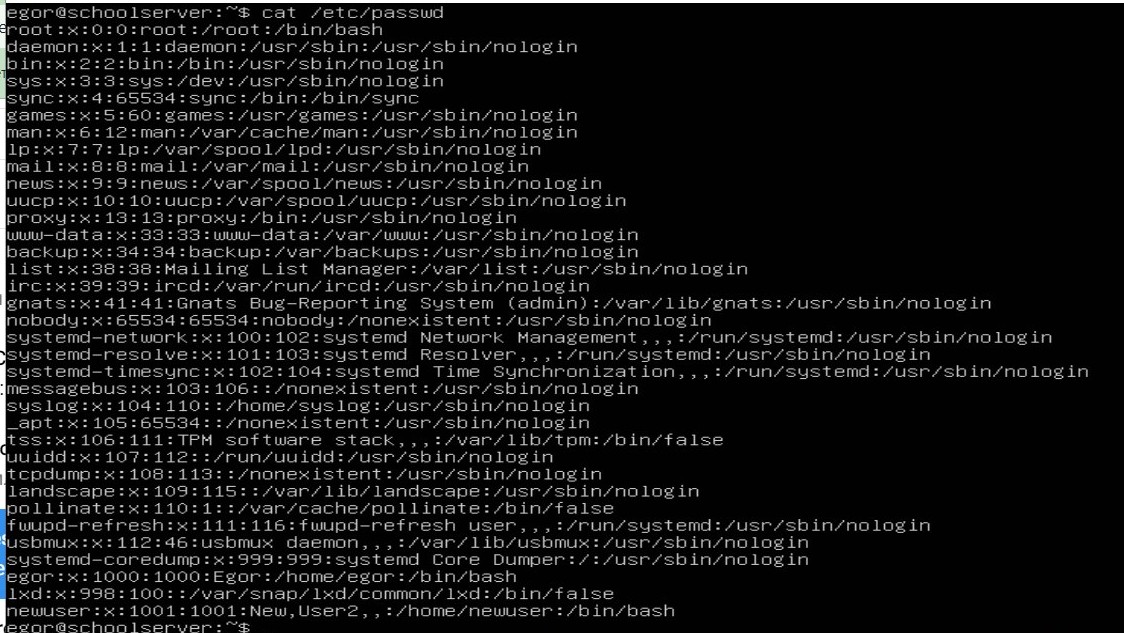 egor@schoolserver:~$ cat /etc/passwd
root:x:0:0:root:/root:/bin/bash
daemon:x:1:1:daemon:/usr/sbin:/usr/sbin/nologin
bin:x:2:2:bin:/bin:/usr/sbin/nologin
sys:x:3:3:sys:/dev:/usr/sbin/nologin
sync:x:4:65534:sync:/bin:/bin/sync
games:x:5:60:games:/usr/games:/usr/sbin/nologin
man:x:6:12:man:/var/cache/man:/usr/sbin/nologin
lp:x:7:7:lp:/var/spool/lpd:/usr/sbin/nologin
mail:x:8:8:mail:/var/mail:/usr/sbin/nologin
news:x:9:9:news:/var/spool/news:/usr/sbin/nologin
uucp:x:10:10:uucp:/var/spool/uucp:/usr/sbin/nologin
proxy:x:13:13:proxy:/bin:/usr/sbin/nologin
www-data:x:33:33:www-data:/var/www:/usr/sbin/nologin
backup:x:34:34:backup:/var/backups:/usr/sbin/nologin
list:x:38:38:Mailing List Manager:/var/list:/usr/sbin/nologin
irc:x:39:39:ircd:/run/ircd:/usr/sbin/nologin
gnats:x:41:41:Gnats Bug-Reporting System (admin):/var/lib/gnats:/usr/sbin/nologin
nobody:x:65534:65534:nobody:/nonexistent:/usr/sbin/nologin
systemd-network:x:100:102:systemd Network Management,,,:/run/systemd:/usr/sbin/nologin
systemd-resolve:x:101:103:systemd Resolver,,,:/run/systemd:/usr/sbin/nologin
systemd-timesync:x:102:104:systemd Time Synchronization,,,:/run/systemd:/usr/sbin/nologin
messagebus:x:103:106::/nonexistent:/usr/sbin/nologin
syslog:x:104:110::/home/syslog:/usr/sbin/nologin
_apt:x:105:65534::/nonexistent:/usr/sbin/nologin
tss:x:106:111:TPM software stack,,,:/var/lib/tpm:/bin/false
uuidd:x:107:112::/run/uuidd:/usr/sbin/nologin
tcpdump:x:108:113::/nonexistent:/usr/sbin/nologin
landscape:x:109:115::/var/lib/landscape:/usr/sbin/nologin
pollinate:x:110:1::/var/cache/pollinate:/bin/false
fwupd-refresh:x:111:116:fwupd-refresh user,,,:/run/systemd:/usr/sbin/nologin
usbmux:x:112:46:usbmux daemon,,,:/var/lib/usbmux:/usr/sbin/nologin
systemd-coredump:x:999:999:systemd Core Dumper:/:/usr/sbin/nologin
egor:x:1000:1000:Egor:/home/egor:/bin/bash
lxd:x:998:100::/var/snap/lxd/common/lxd:/bin/false
newuser:x:1001:1001:New,User2,,:/home/newuser:/bin/bash
egor@schoolserver:~$